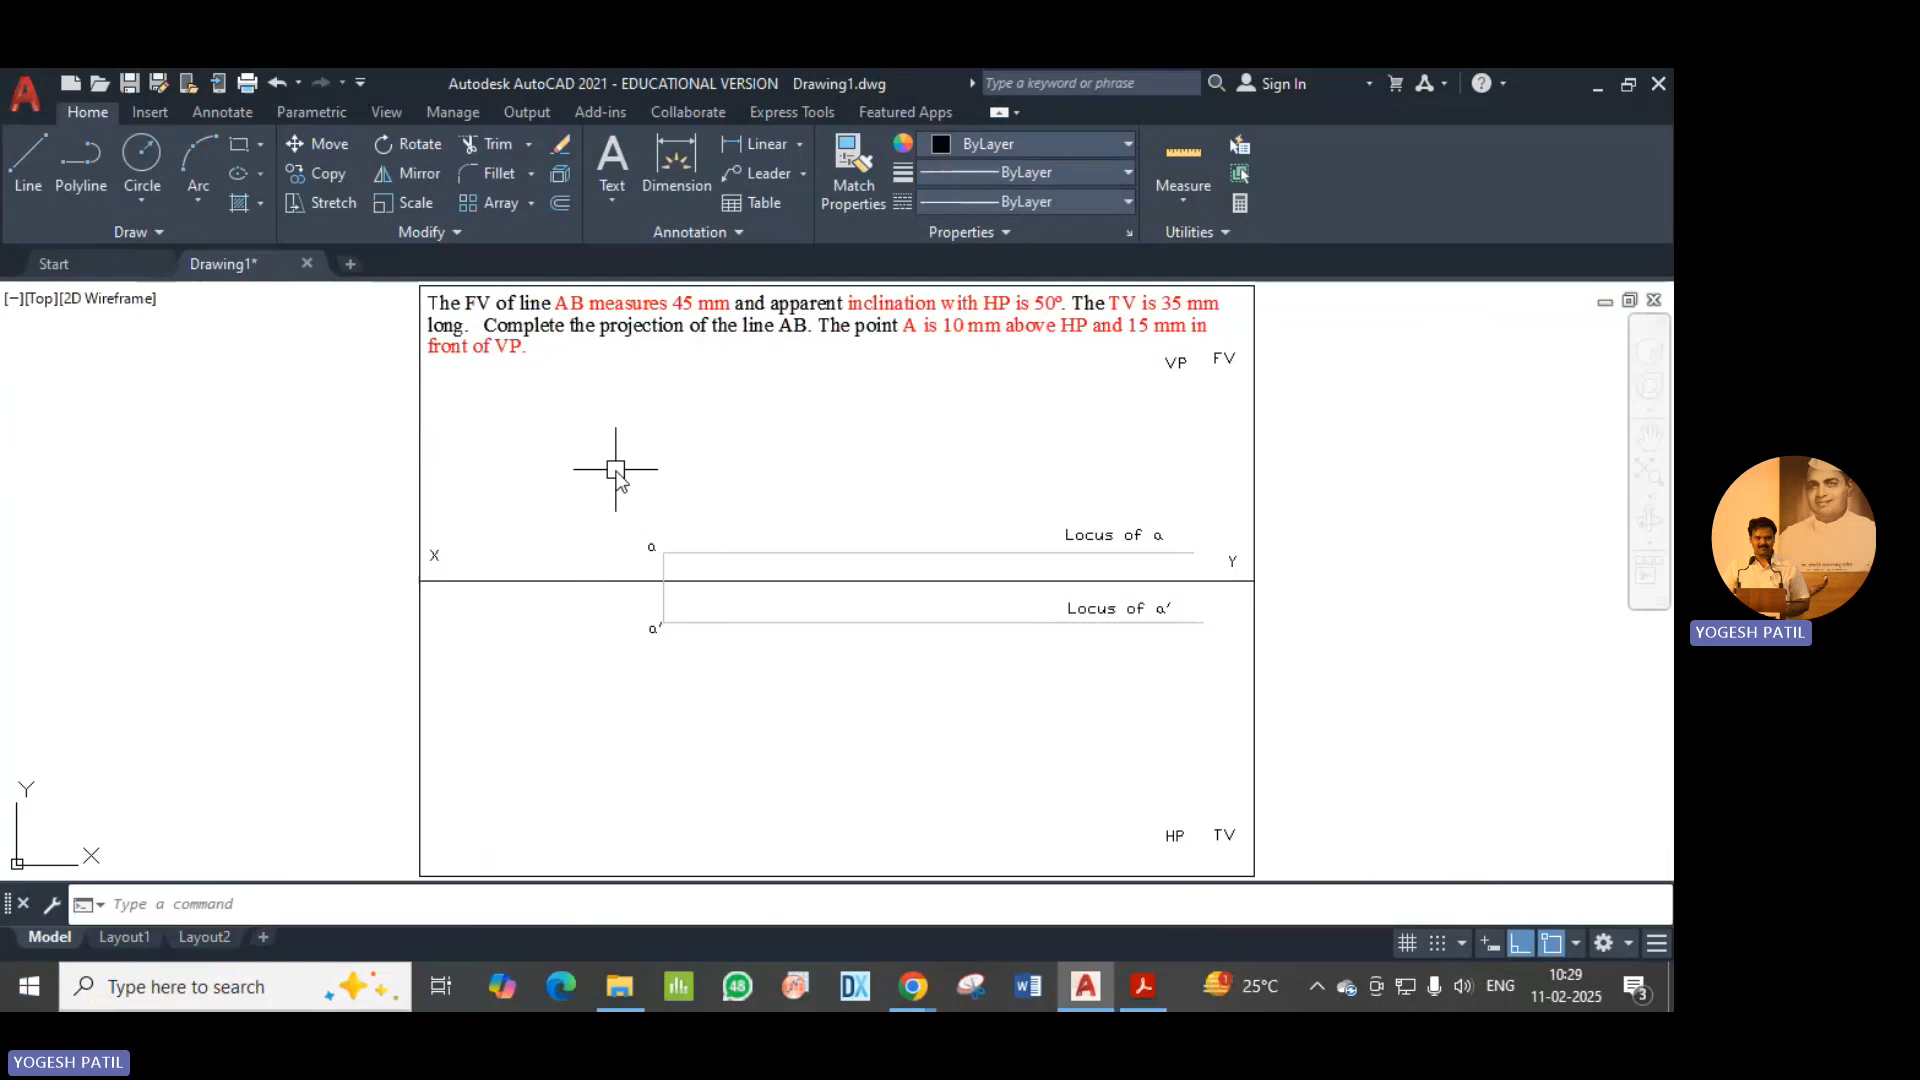 Autodesk AutoCAD 2021 - EDUCATIONAL VERSION Drawing1.dwg
Type a keyword or phrase
Sign In
Home Insert Annotate Parametric View Manage Output Add-ins Collaborate Express Tools Featured Apps
Line Polyline Circle Arc
Move Rotate Trim
Copy Mirror Fillet
Stretch Scale Array
Text Dimension
Linear
Leader
Table
Match
Properties
ByLayer
ByLayer
ByLayer
Measure
Draw Modify Annotation Properties Utilities
Start Drawing1*
[−][Top][2D Wireframe]
The FV of line AB measures 45 mm and apparent inclination with HP is 50º. The TV is 35 mm
long. Complete the projection of the line AB. The point A is 10 mm above HP and 15 mm in
front of VP.
VP FV
a Locus of a
X Y
Locus of a'
a'
HP TV
Y
X
Type a command
Model Layout1 Layout2
Type here to search
48
DX
1
25°C
ENG
10:29
11-02-2025
3
YOGESH PATIL
YOGESH PATIL